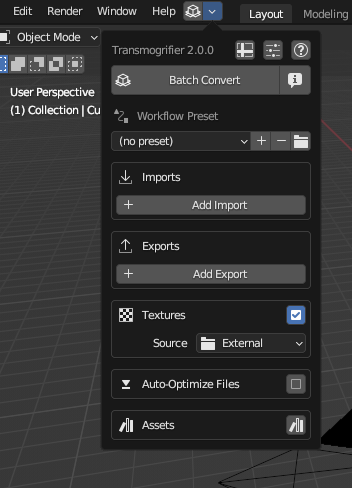 Edit Render Window Help Layout Modeling
Object Mode
Transmogrifier 2.0.0
Batch Convert
User Perspective
(1) Collection | Cu
Workflow Preset
(no preset)
Imports
Add Import
Exports
Add Export
Textures
Source External
Auto-Optimize Files
Assets